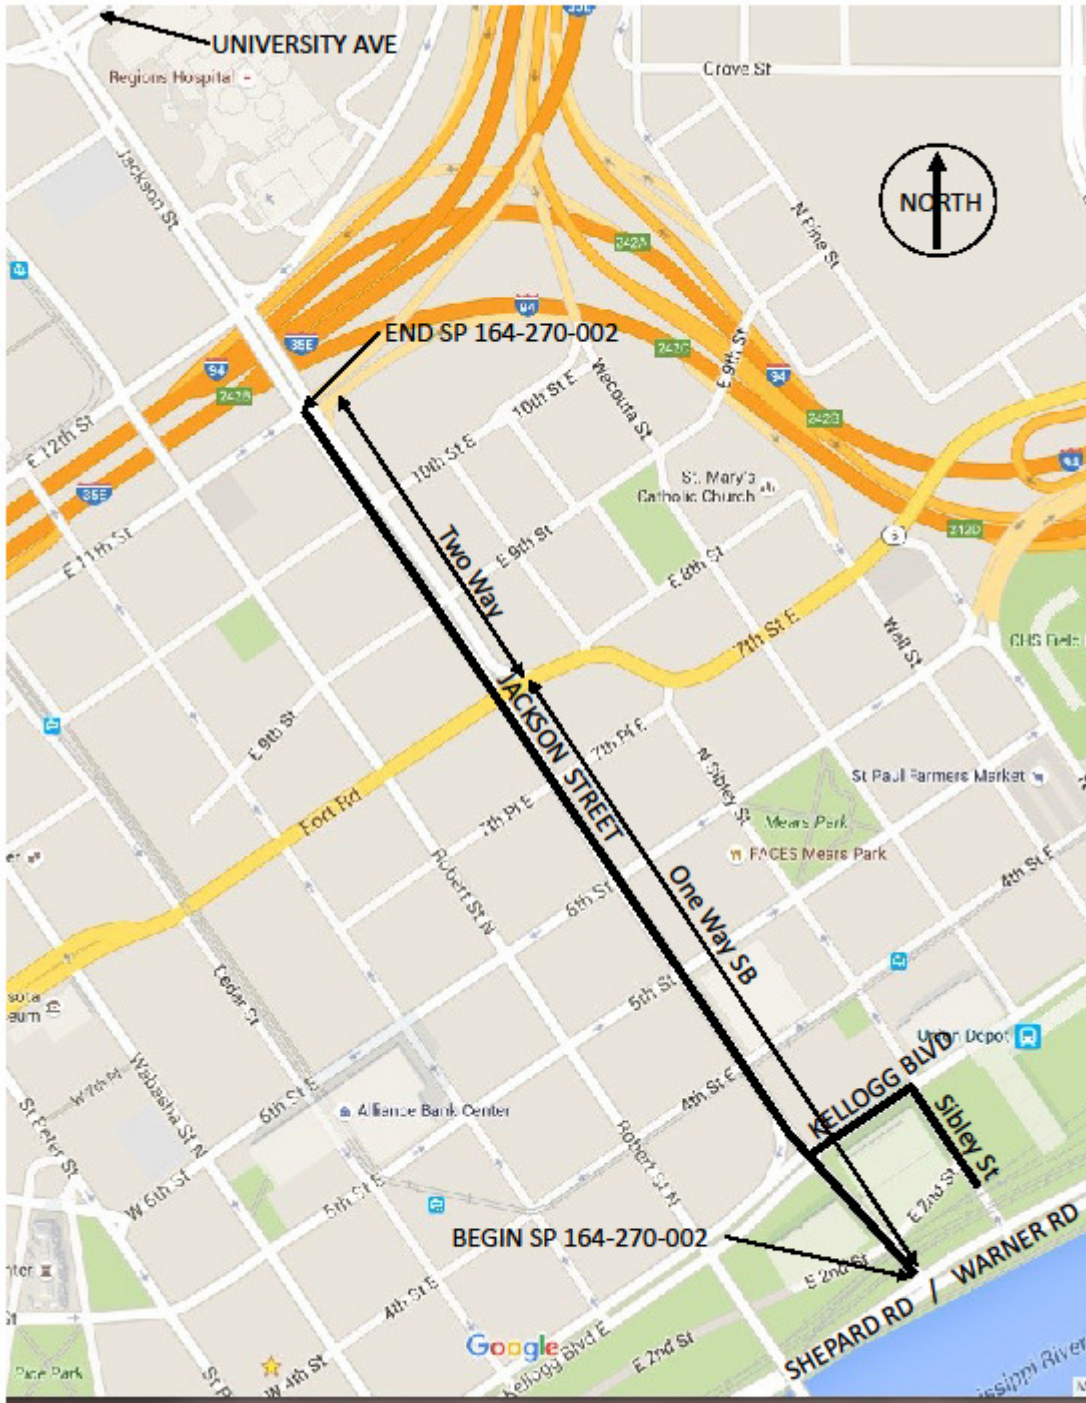 35E
UNIVERSITY AVE
Regions Hospital
Grove St
Jackson St
NORTH
N Pine St
242A
94
END SP 164-270-002
35E
94
242C
E 9th St
94
242B
Wacouta St
10th St E
242B
E 12th St
10th St E
94
St. Mary's
Catholic Church
35E
Two Way
E 9th St
5
242D
E 11th St
E 8th St
7th St E
Wall St
CHS Field
JACKSON STREET
E 9th St
7th Pl E
N Sibley St
St Paul Farmers Market
Fort Rd
7th Pl E
Mears Park
FACES Mears Park
Robert St N
6th St
One Way SB
4th St E
Cedar St
5th St
Union Depot
KELLOGG BLVD
W 7th Pl
Wabasha St N
6th St E
Alliance Bank Center
4th St E
Sibley St
St Peter St
Robert St N
W 6th St
5th St E
E 2nd St
BEGIN SP 164-270-002
E 2nd St
SHEPARD RD / WARNER RD
4th St E
Google
Kellogg Blvd E
E 2nd St
Rice Park
W 4th St